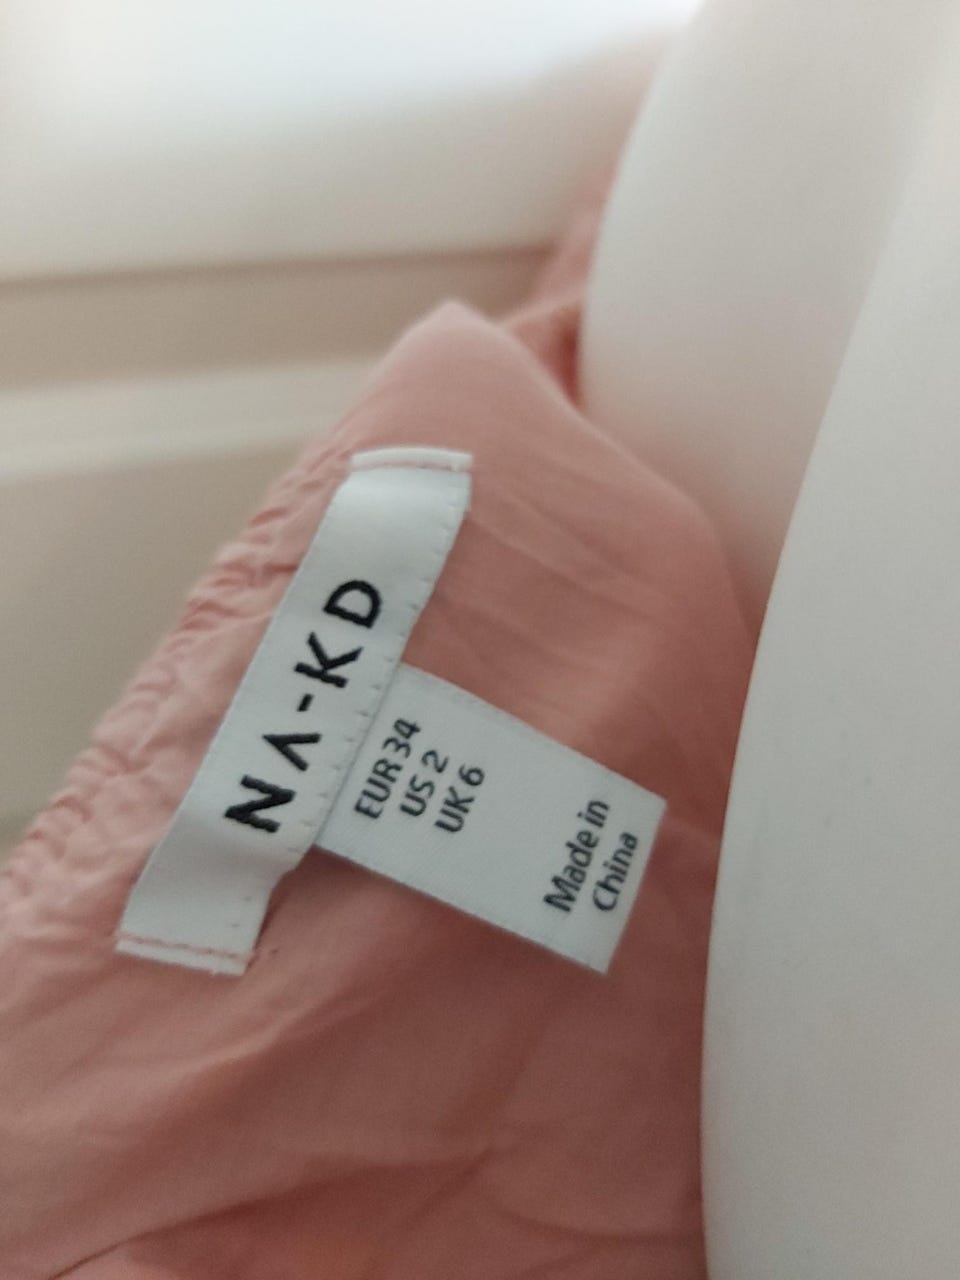 NA-KD
EUR 34
US 2
UK 6
Made in
China